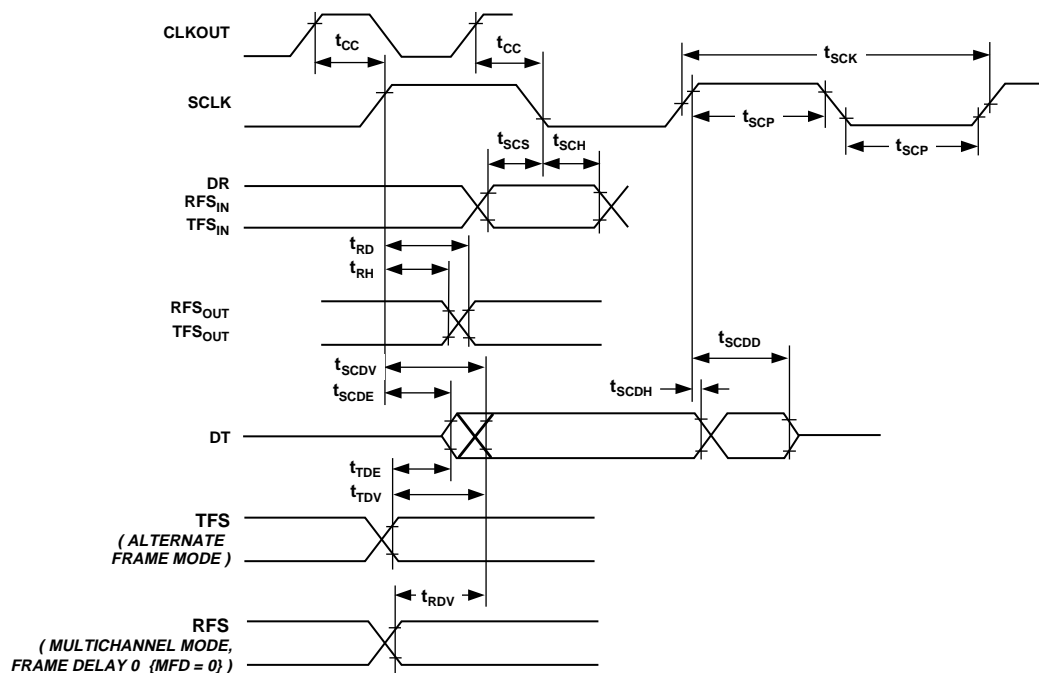 CLKOUT
tCC
tCC
tSCK
SCLK
tSCP
tSCP
tSCS
tSCH
DR
RFSIN
TFSIN
tRD
tRH
RFSOUT
TFSOUT
tSCDD
tSCDV
tSCDE
tSCDH
DT
tTDE
tTDV
TFS
( ALTERNATE
FRAME MODE )
tRDV
RFS
( MULTICHANNEL MODE,
FRAME DELAY 0 {MFD = 0} )